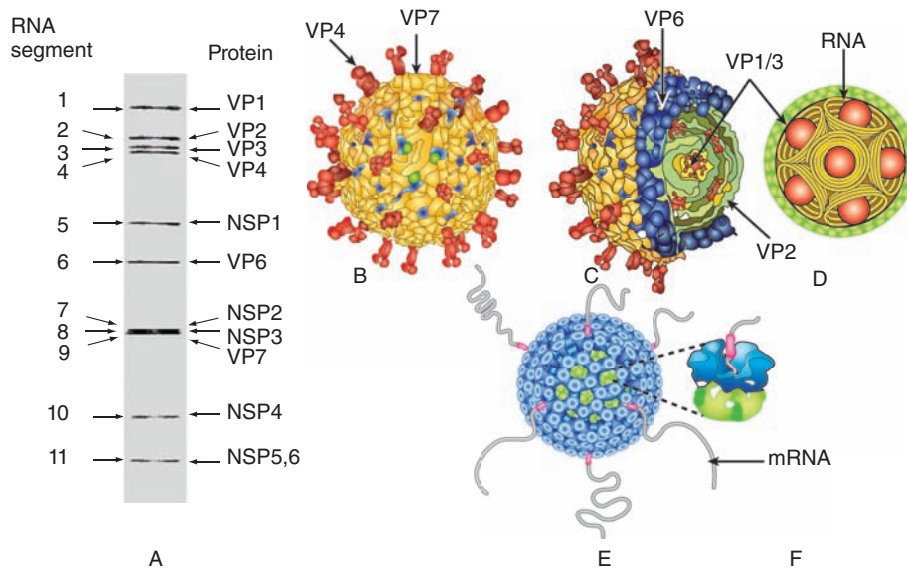 RNA
segment
Protein
1
VP1
2
VP2
3
VP3
4
VP4
5
NSP1
6
VP6
7
NSP2
8
NSP3
9
VP7
10
NSP4
11
NSP5,6
A
VP4
VP7
B
VP6
VP1/3
RNA
VP2
C
D
mRNA
E
F